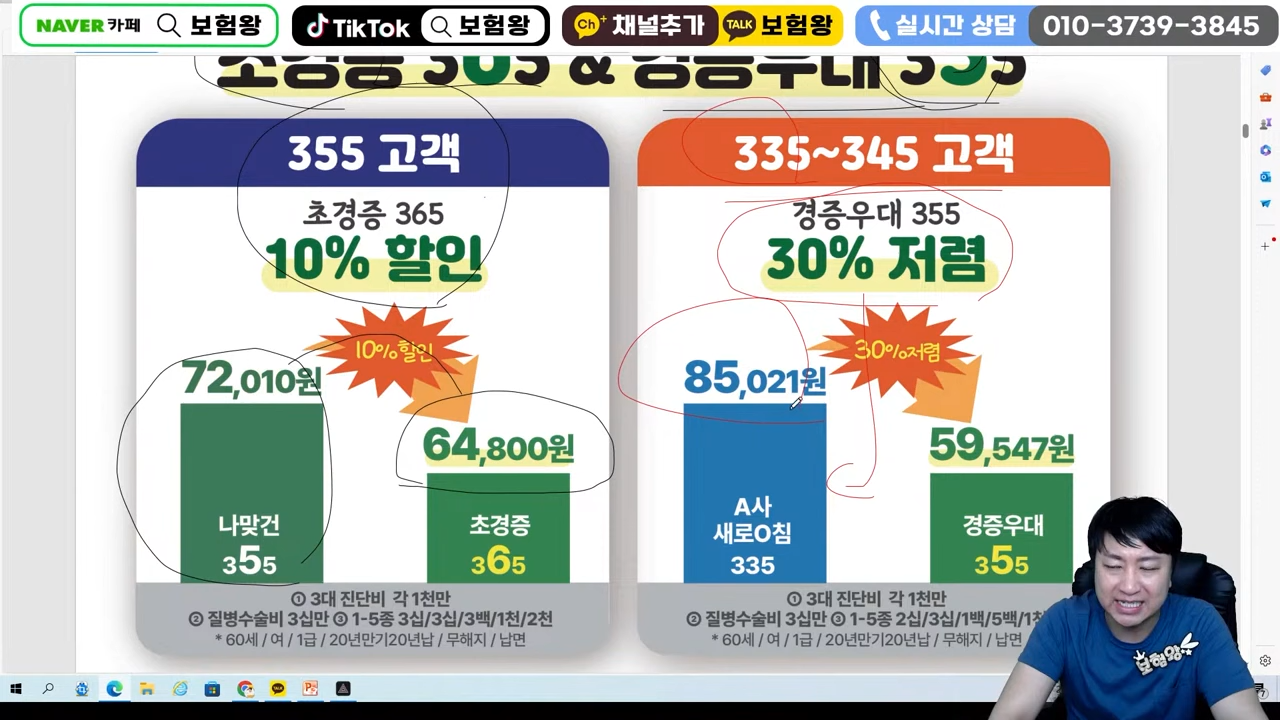 NAVER 카페 보험왕
TikTok 보험왕
Ch+ 채널추가 TALK 보험왕
실시간 상담 010-3739-3845
초경증 365 & 경증우대 355
355 고객
초경증 365
10% 할인
10%할인
72,010원
64,800원
나맞건
355
초경증
365
① 3대 진단비 각 1천만
② 질병수술비 3십만 ③ 1-5종 3십/3십/3백/1천/2천
* 60세 / 여 / 1급 / 20년만기20년납 / 무해지 / 납면
335~345 고객
경증우대 355
30% 저렴
30%저렴
85,021원
59,547원
A사
새로O침
335
경증우대
355
① 3대 진단비 각 1천만
② 질병수술비 3십만 ③ 1-5종 2십/3십/1백/5백/1천
* 60세 / 여 / 1급 / 20년만기20년납 / 무해지 / 납면
보험왕